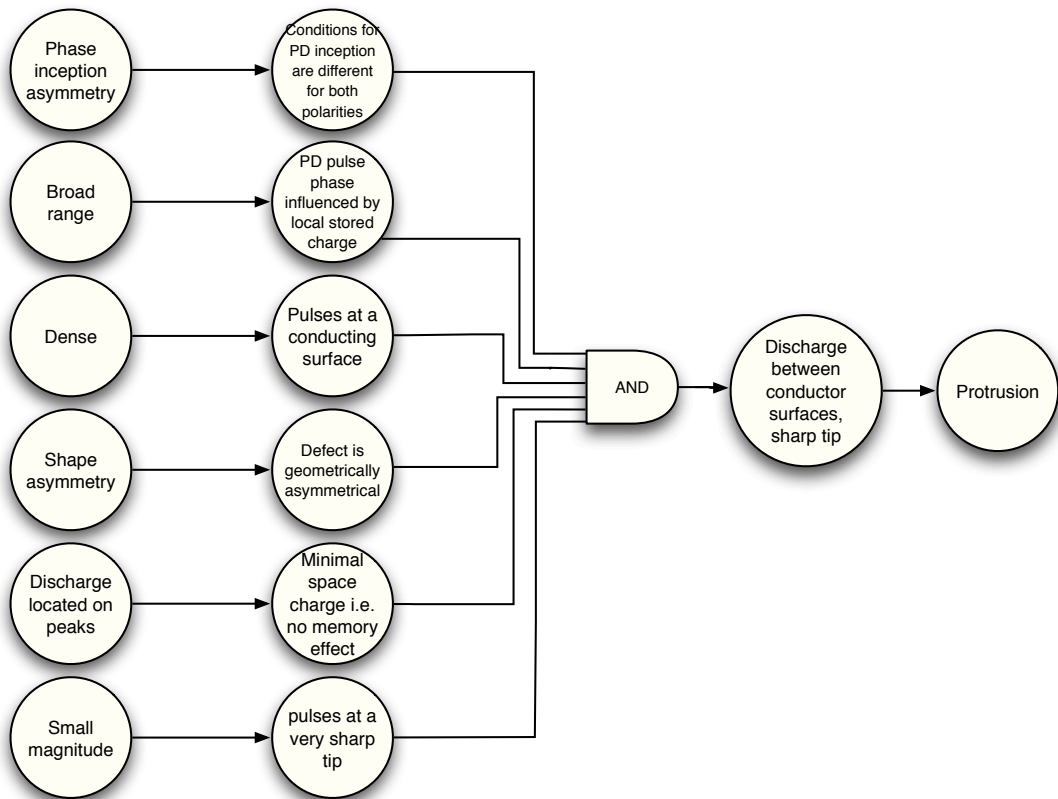 Phase
inception
asymmetry
Conditions for
PD inception
are different
for both
polarities
Broad
range
PD pulse
phase
influenced by
local stored
charge
Dense
Pulses at a
conducting
surface
Shape
asymmetry
Defect is
geometrically
asymmetrical
Discharge
located on
peaks
Minimal
space
charge i.e.
no memory
effect
Small
magnitude
pulses at a
very sharp
tip
AND
Discharge
between
conductor
surfaces,
sharp tip
Protrusion